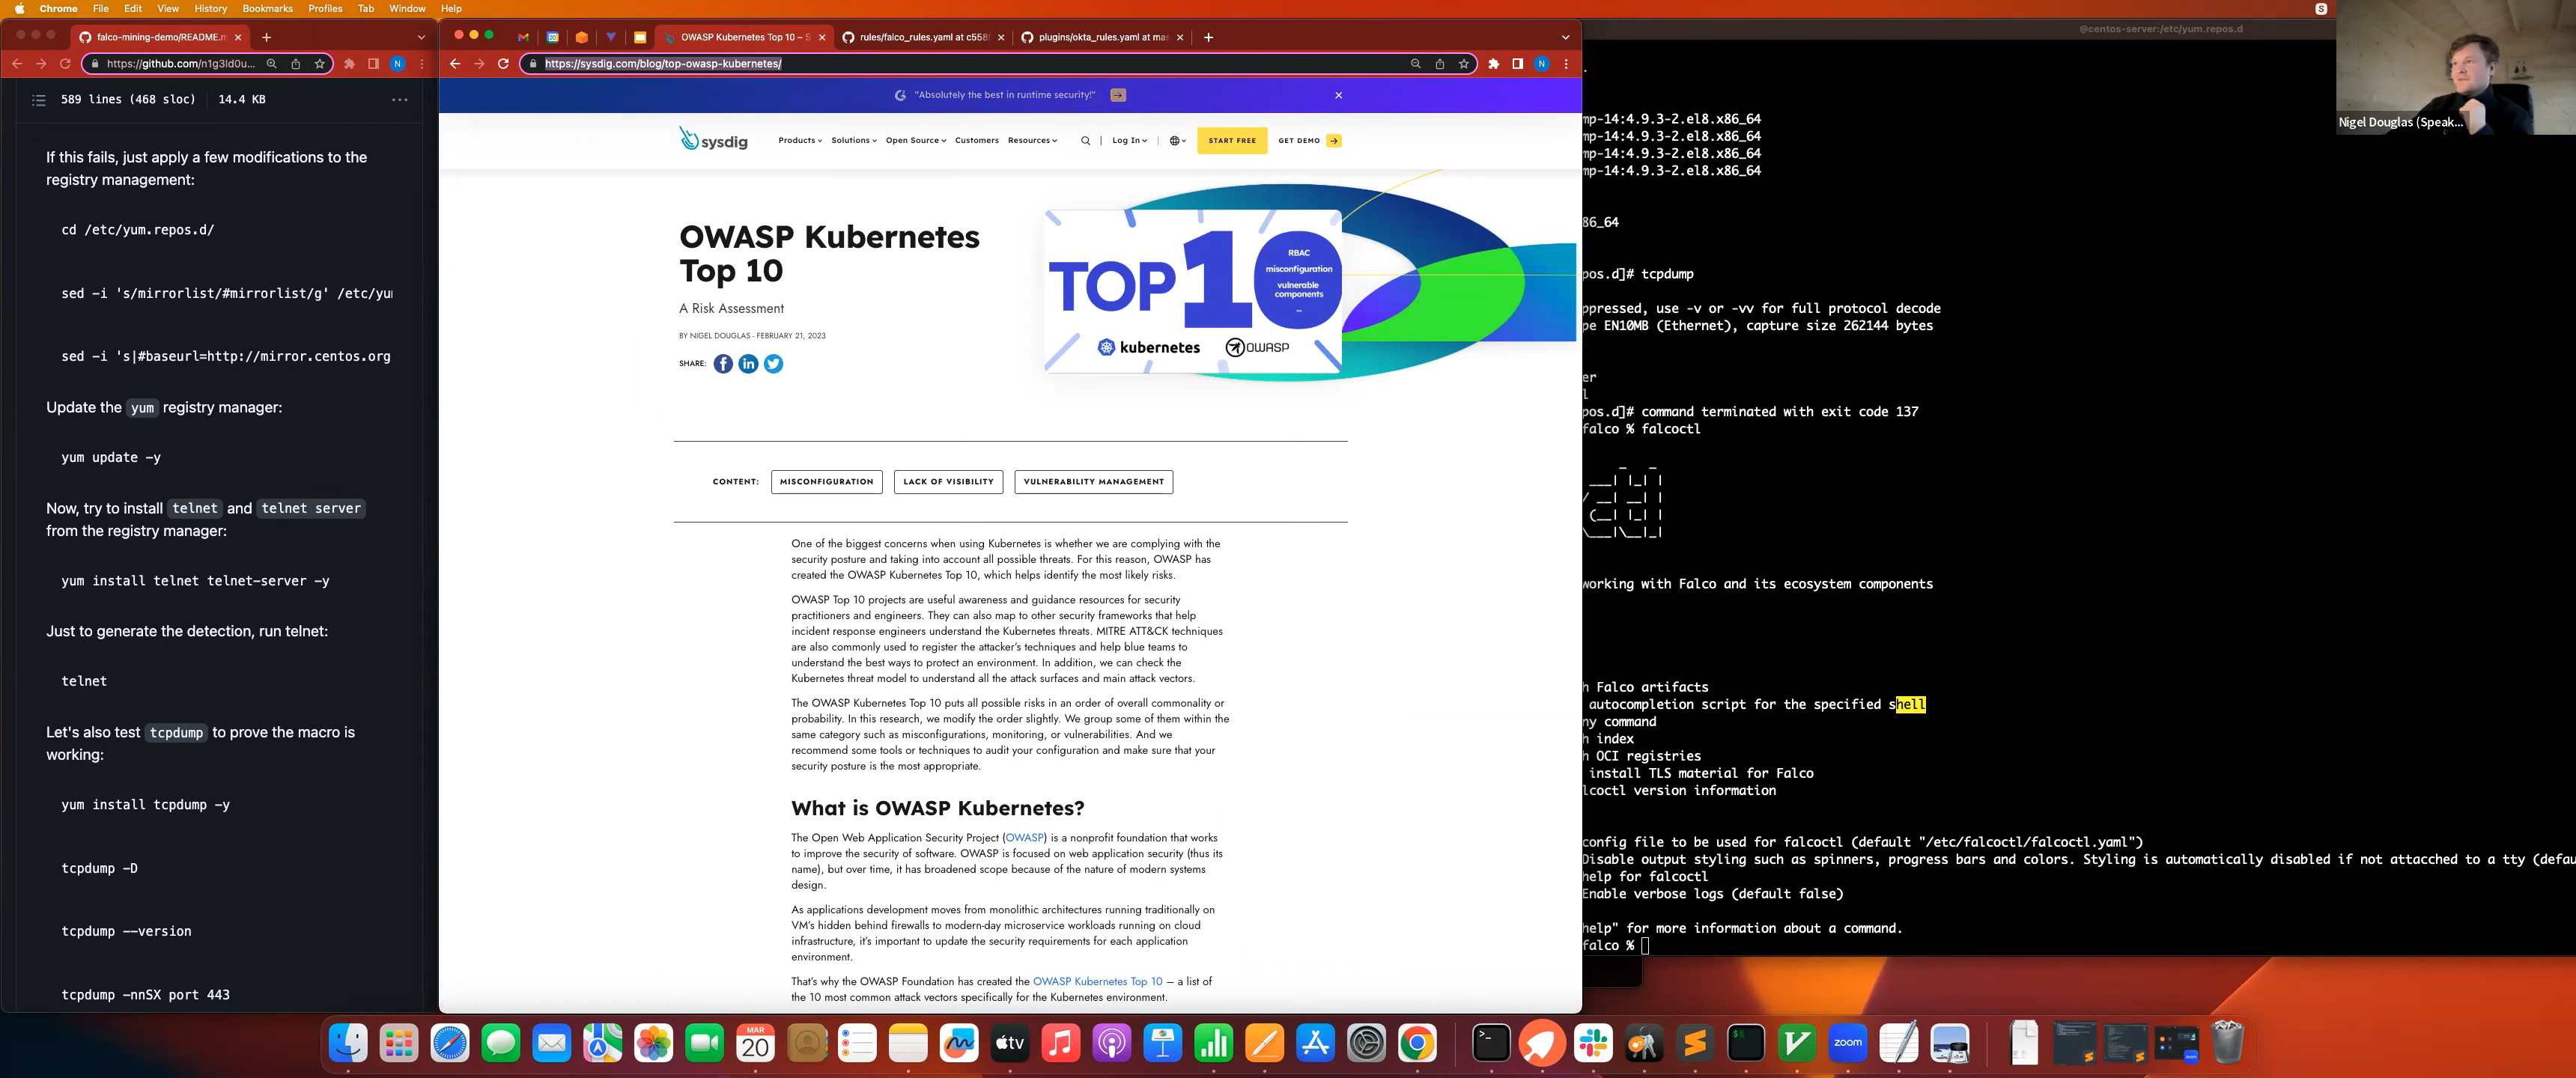 Chrome File Edit View History Bookmarks Profiles Tab Window Help
falco-mining-demo/README.m
https://github.com/n1g3ld0u...
589 lines (468 sloc) 14.4 KB
If this fails, just apply a few modifications to the
registry management:
cd /etc/yum.repos.d/
sed -i 's/mirrorlist/#mirrorlist/g' /etc/yu
sed -i 's|#baseurl=http://mirror.centos.org
Update the yum registry manager:
yum update -y
Now, try to install telnet and telnet server
from the registry manager:
yum install telnet telnet-server -y
Just to generate the detection, run telnet:
telnet
Let's also test tcpdump to prove the macro is
working:
yum install tcpdump -y
tcpdump -D
tcpdump --version
tcpdump -nnSX port 443
OWASP Kubernetes Top 10 – S
rules/falco_rules.yaml at c558
plugins/okta_rules.yaml at mas
https://sysdig.com/blog/top-owasp-kubernetes/
"Absolutely the best in runtime security!"
sysdig
Products Solutions Open Source Customers Resources Log In START FREE GET DEMO
OWASP Kubernetes
Top 10
A Risk Assessment
BY NIGEL DOUGLAS - FEBRUARY 21, 2023
SHARE:
TOP10
RBAC
misconfiguration
vulnerable
components
kubernetes OWASP
CONTENT: MISCONFIGURATION LACK OF VISIBILITY VULNERABILITY MANAGEMENT
One of the biggest concerns when using Kubernetes is whether we are complying with the
security posture and taking into account all possible threats. For this reason, OWASP has
created the OWASP Kubernetes Top 10, which helps identify the most likely risks.
OWASP Top 10 projects are useful awareness and guidance resources for security
practitioners and engineers. They can also map to other security frameworks that help
incident response engineers understand the Kubernetes threats. MITRE ATT&CK techniques
are also commonly used to register the attacker's techniques and help blue teams to
understand the best ways to protect an environment. In addition, we can check the
Kubernetes threat model to understand all the attack surfaces and main attack vectors.
The OWASP Kubernetes Top 10 puts all possible risks in an order of overall commonality or
probability. In this research, we modify the order slightly. We group some of them within the
same category such as misconfigurations, monitoring, or vulnerabilities. And we
recommend some tools or techniques to audit your configuration and make sure that your
security posture is the most appropriate.
What is OWASP Kubernetes?
The Open Web Application Security Project (OWASP) is a nonprofit foundation that works
to improve the security of software. OWASP is focused on web application security (thus its
name), but over time, it has broadened scope because of the nature of modern systems
design.
As applications development moves from monolithic architectures running traditionally on
VM's hidden behind firewalls to modern-day microservice workloads running on cloud
infrastructure, it's important to update the security requirements for each application
environment.
That's why the OWASP Foundation has created the OWASP Kubernetes Top 10 – a list of
the 10 most common attack vectors specifically for the Kubernetes environment.
@centos-server:/etc/yum.repos.d
mp-14:4.9.3-2.el8.x86_64
mp-14:4.9.3-2.el8.x86_64
mp-14:4.9.3-2.el8.x86_64
mp-14:4.9.3-2.el8.x86_64
86_64
pos.d]# tcpdump
ppressed, use -v or -vv for full protocol decode
pe EN10MB (Ethernet), capture size 262144 bytes
er
l
pos.d]# command terminated with exit code 137
falco % falcoctl
working with Falco and its ecosystem components
h Falco artifacts
autocompletion script for the specified shell
ny command
h index
h OCI registries
install TLS material for Falco
lcoctl version information
config file to be used for falcoctl (default "/etc/falcoctl/falcoctl.yaml")
Disable output styling such as spinners, progress bars and colors. Styling is automatically disabled if not attacched to a tty (defau
help for falcoctl
Enable verbose logs (default false)
help" for more information about a command.
falco %
Nigel Douglas (Speak...
MAR
20
tv
zoom